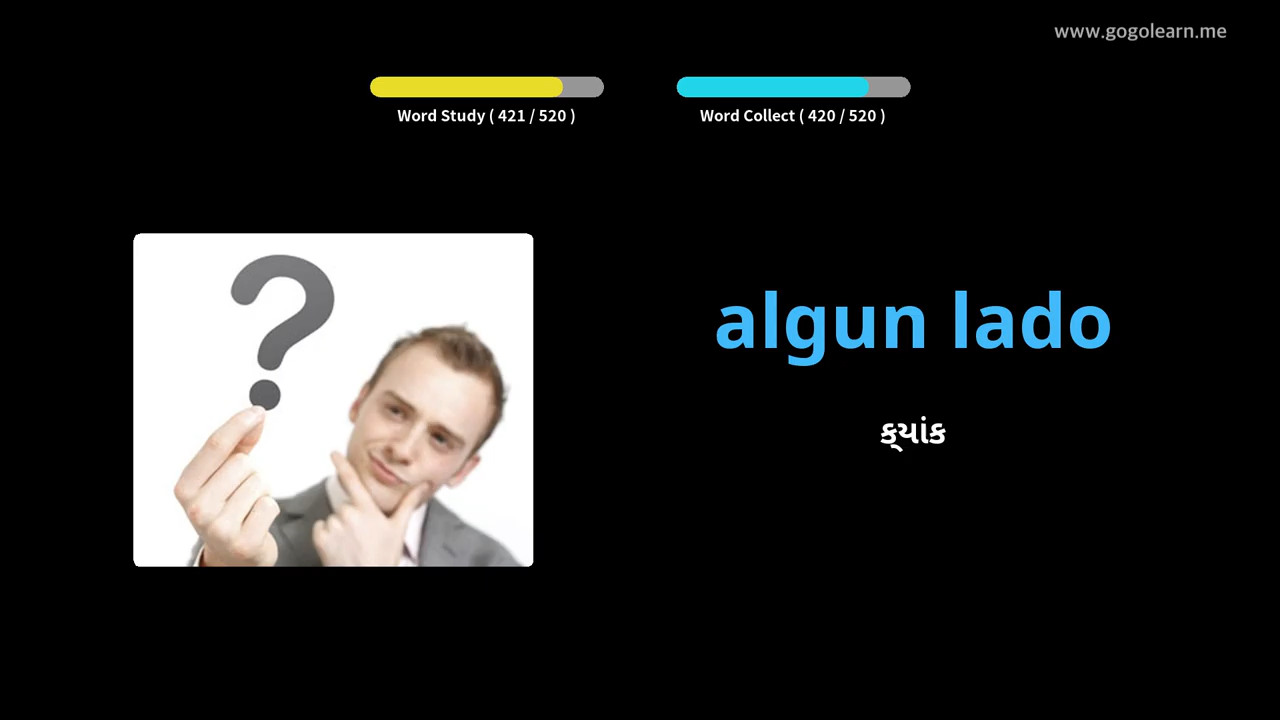 www.gogolearn.me
Word Study ( 421 / 520 )
Word Collect ( 420 / 520 )
algun lado
ક્યાંક